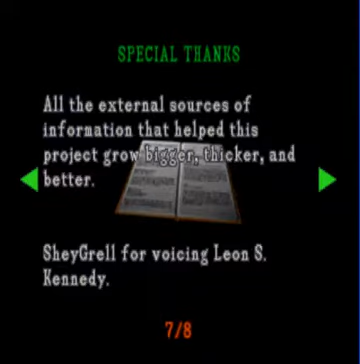 SPECIAL THANKS
All the external sources of
information that helped this
project grow bigger, thicker, and
better.
SheyGrell for voicing Leon S.
Kennedy.
7/8